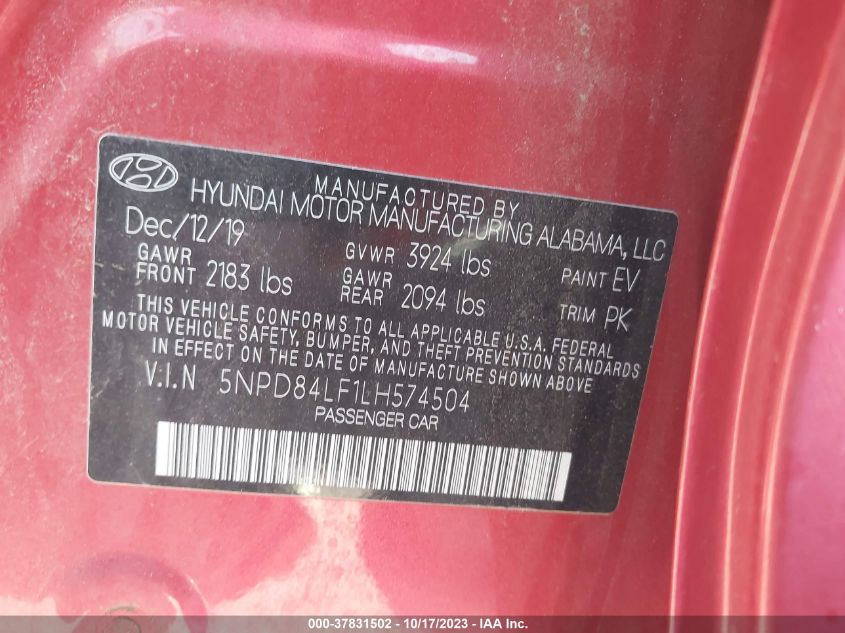 MANUFACTURED BY
HYUNDAI MOTOR MANUFACTURING ALABAMA, LLC
Dec/12/19
GAWR FRONT 2183 lbs
GVWR 3924 lbs
GAWR REAR 2094 lbs
PAINT EV
TRIM PK
THIS VEHICLE CONFORMS TO ALL APPLICABLE U.S.A. FEDERAL
MOTOR VEHICLE SAFETY, BUMPER, AND THEFT PREVENTION STANDARDS
IN EFFECT ON THE DATE OF MANUFACTURE SHOWN ABOVE
V.I.N 5NPD84LF1LH574504
PASSENGER CAR
000-37831502 - 10/17/2023 - IAA Inc.